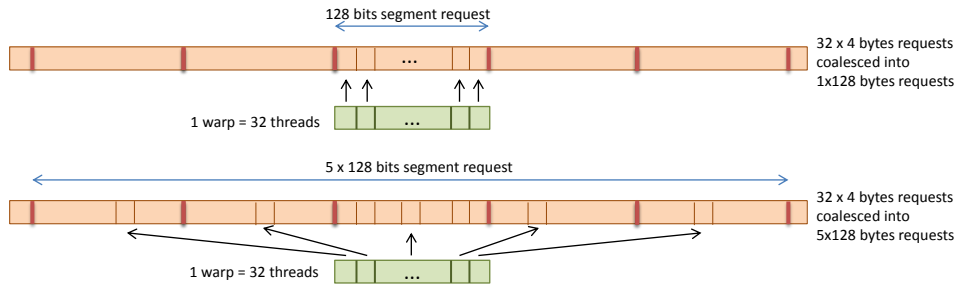 128 bits segment request
32 x 4 bytes requests
coalesced into
1x128 bytes requests
...
1 warp = 32 threads
...
5 x 128 bits segment request
32 x 4 bytes requests
coalesced into
5x128 bytes requests
1 warp = 32 threads
...